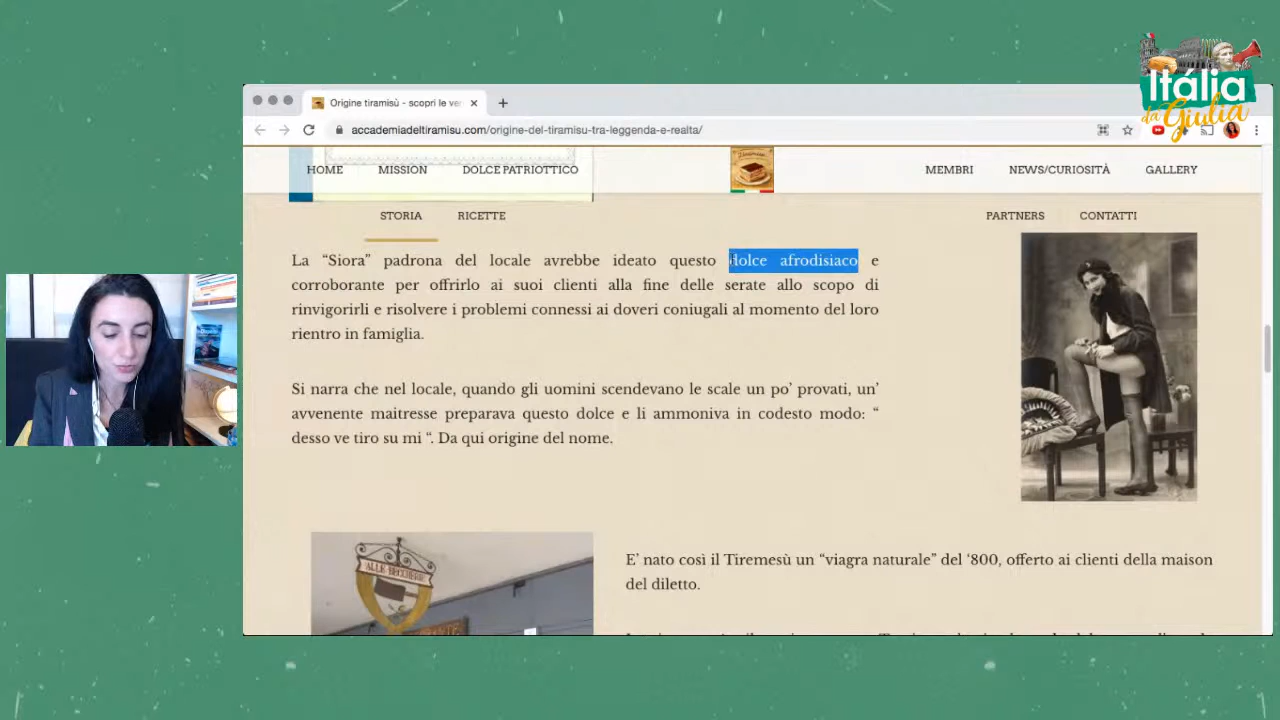 Itália
da Giulia
Origine tiramisù - scopri le ve
accademiadeltiramisu.com/origine-del-tiramisu-tra-leggenda-e-realta/
HOME MISSION DOLCE PATRIOTTICO MEMBRI NEWS/CURIOSITÀ GALLERY
STORIA RICETTE PARTNERS CONTATTI
La “Siora” padrona del locale avrebbe ideato questo dolce afrodisiaco e
corroborante per offrirlo ai suoi clienti alla fine delle serate allo scopo di
rinvigorirli e risolvere i problemi connessi ai doveri coniugali al momento del loro
rientro in famiglia.
Si narra che nel locale, quando gli uomini scendevano le scale un po’ provati, un’
avvenente maitresse preparava questo dolce e li ammoniva in codesto modo: “
desso ve tiro su mi “. Da qui origine del nome.
ALLE BECCHERIE
E’ nato così il Tiremesù un “viagra naturale” del ‘800, offerto ai clienti della maison
del diletto.